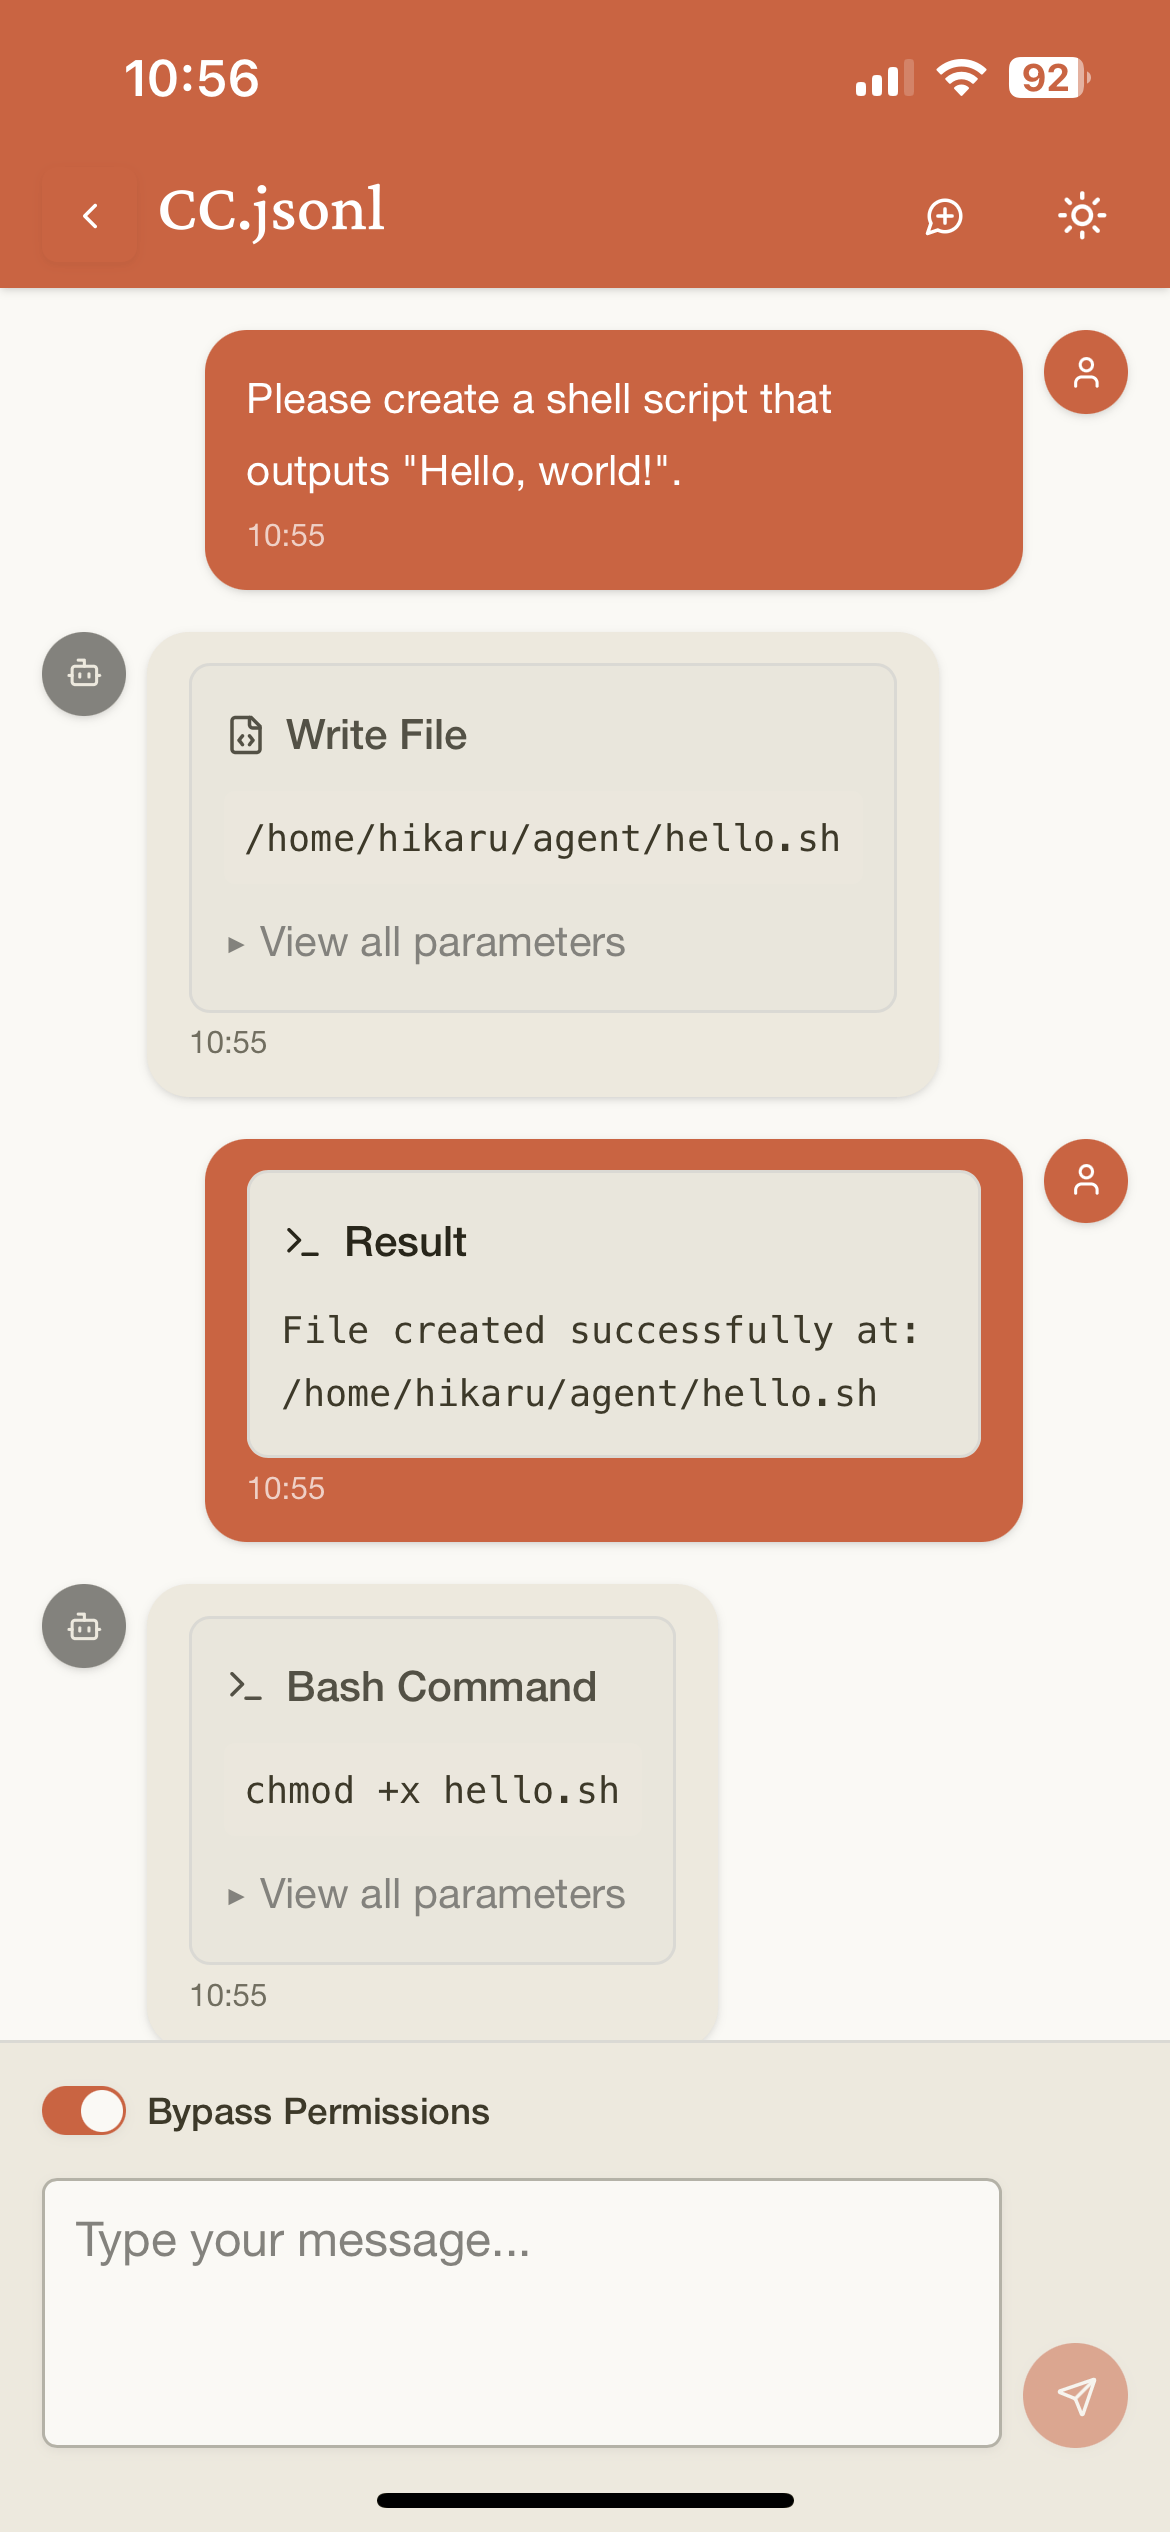 10:56
92
CC.jsonl
Please create a shell script that
outputs "Hello, world!".
10:55
Write File
/home/hikaru/agent/hello.sh
▸ View all parameters
10:55
>_ Result
File created successfully at:
/home/hikaru/agent/hello.sh
10:55
>_ Bash Command
chmod +x hello.sh
▸ View all parameters
10:55
Bypass Permissions
Type your message...